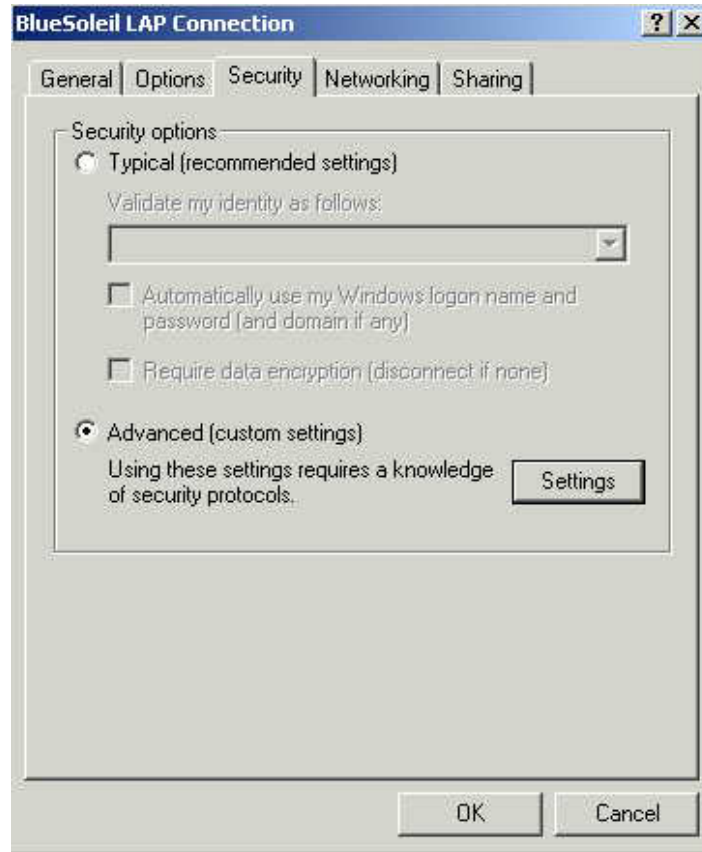 BlueSoleil LAP Connection
General Options Security Networking Sharing
Security options
Typical (recommended settings)
Validate my identity as follows:
Automatically use my Windows logon name and
password (and domain if any)
Require data encryption (disconnect if none)
Advanced (custom settings)
Using these settings requires a knowledge
of security protocols.
Settings
OK Cancel